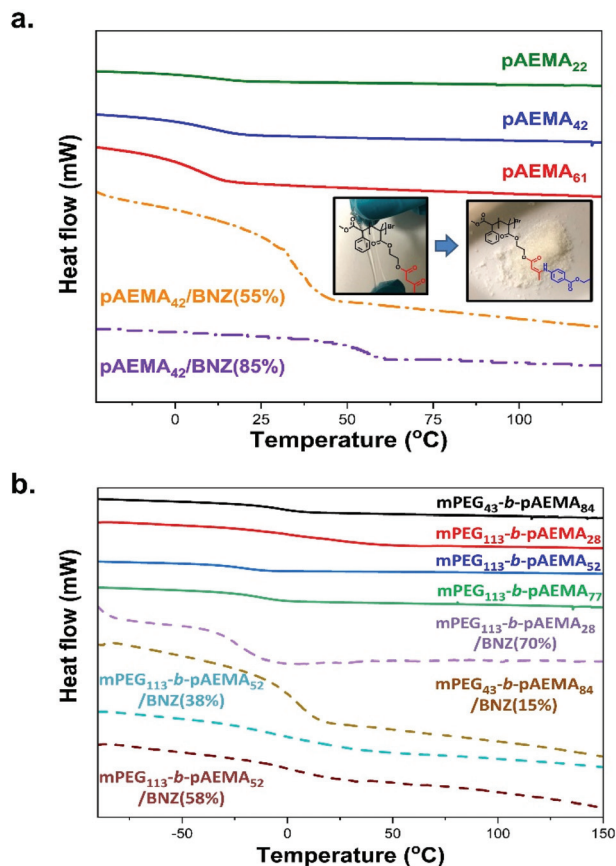 a.
pAEMA₂₂
pAEMA₄₂
pAEMA₆₁
Br
pAEMA₄₂/BNZ(55%)
pAEMA₄₂/BNZ(85%)
Heat flow (mW)
0 25 50 75 100
Temperature (°C)
b.
mPEG₄₃-b-pAEMA₈₄
mPEG₁₁₃-b-pAEMA₂₈
mPEG₁₁₃-b-pAEMA₅₂
mPEG₁₁₃-b-pAEMA₇₇
mPEG₁₁₃-b-pAEMA₂₈
/BNZ(70%)
mPEG₁₁₃-b-pAEMA₅₂
/BNZ(38%)
mPEG₄₃-b-pAEMA₈₄
/BNZ(15%)
mPEG₁₁₃-b-pAEMA₅₂
/BNZ(58%)
Heat flow (mW)
-50 0 50 100 150
Temperature (°C)